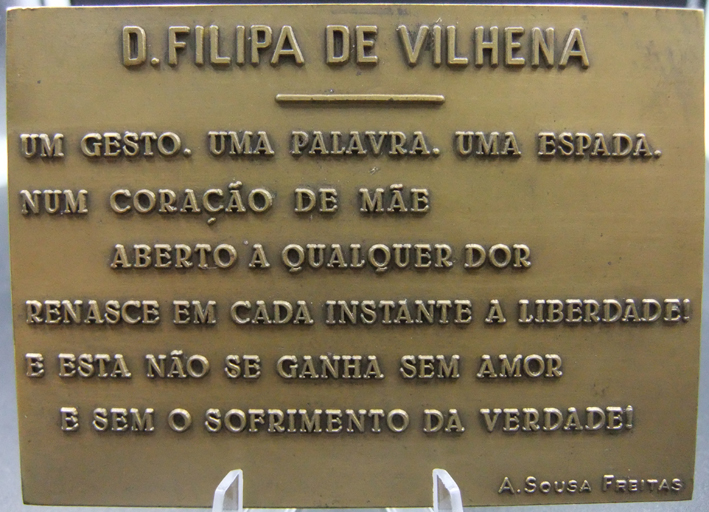 D. FILIPA DE VILHENA
UM GESTO. UMA PALAVRA. UMA ESPADA.
NUM CORAÇÃO DE MÃE
ABERTO A QUALQUER DOR
RENASCE EM CADA INSTANTE A LIBERDADE!
E ESTA NÃO SE GANHA SEM AMOR
E SEM O SOFRIMENTO DA VERDADE!
A. SOUSA FREITAS